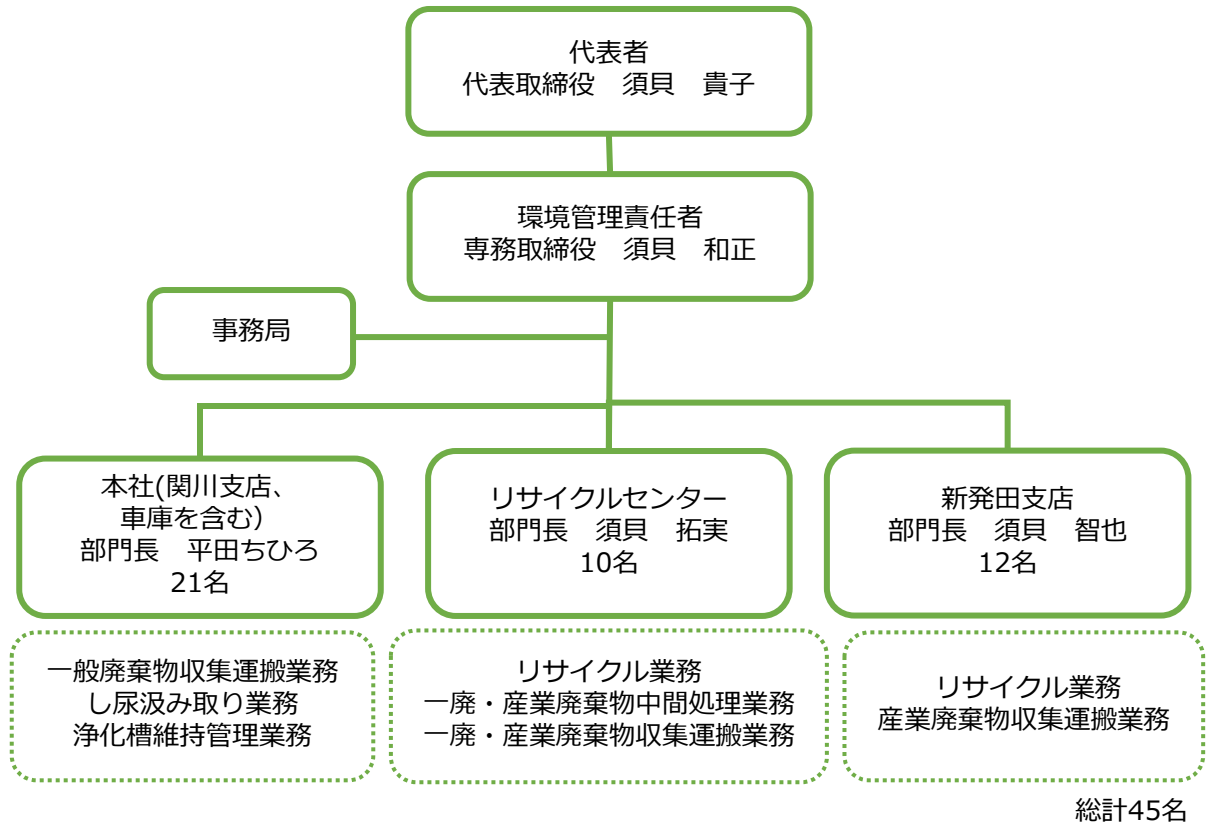 代表者
代表取締役　須貝　貴子
環境管理責任者
専務取締役　須貝　和正
事務局
本社(関川支店、
車庫を含む）
部門長　平田ちひろ
21名
リサイクルセンター
部門長　須貝　拓実
10名
新発田支店
部門長　須貝　智也
12名
一般廃棄物収集運搬業務
し尿汲み取り業務
浄化槽維持管理業務
リサイクル業務
一廃・産業廃棄物中間処理業務
一廃・産業廃棄物収集運搬業務
リサイクル業務
産業廃棄物収集運搬業務
総計45名